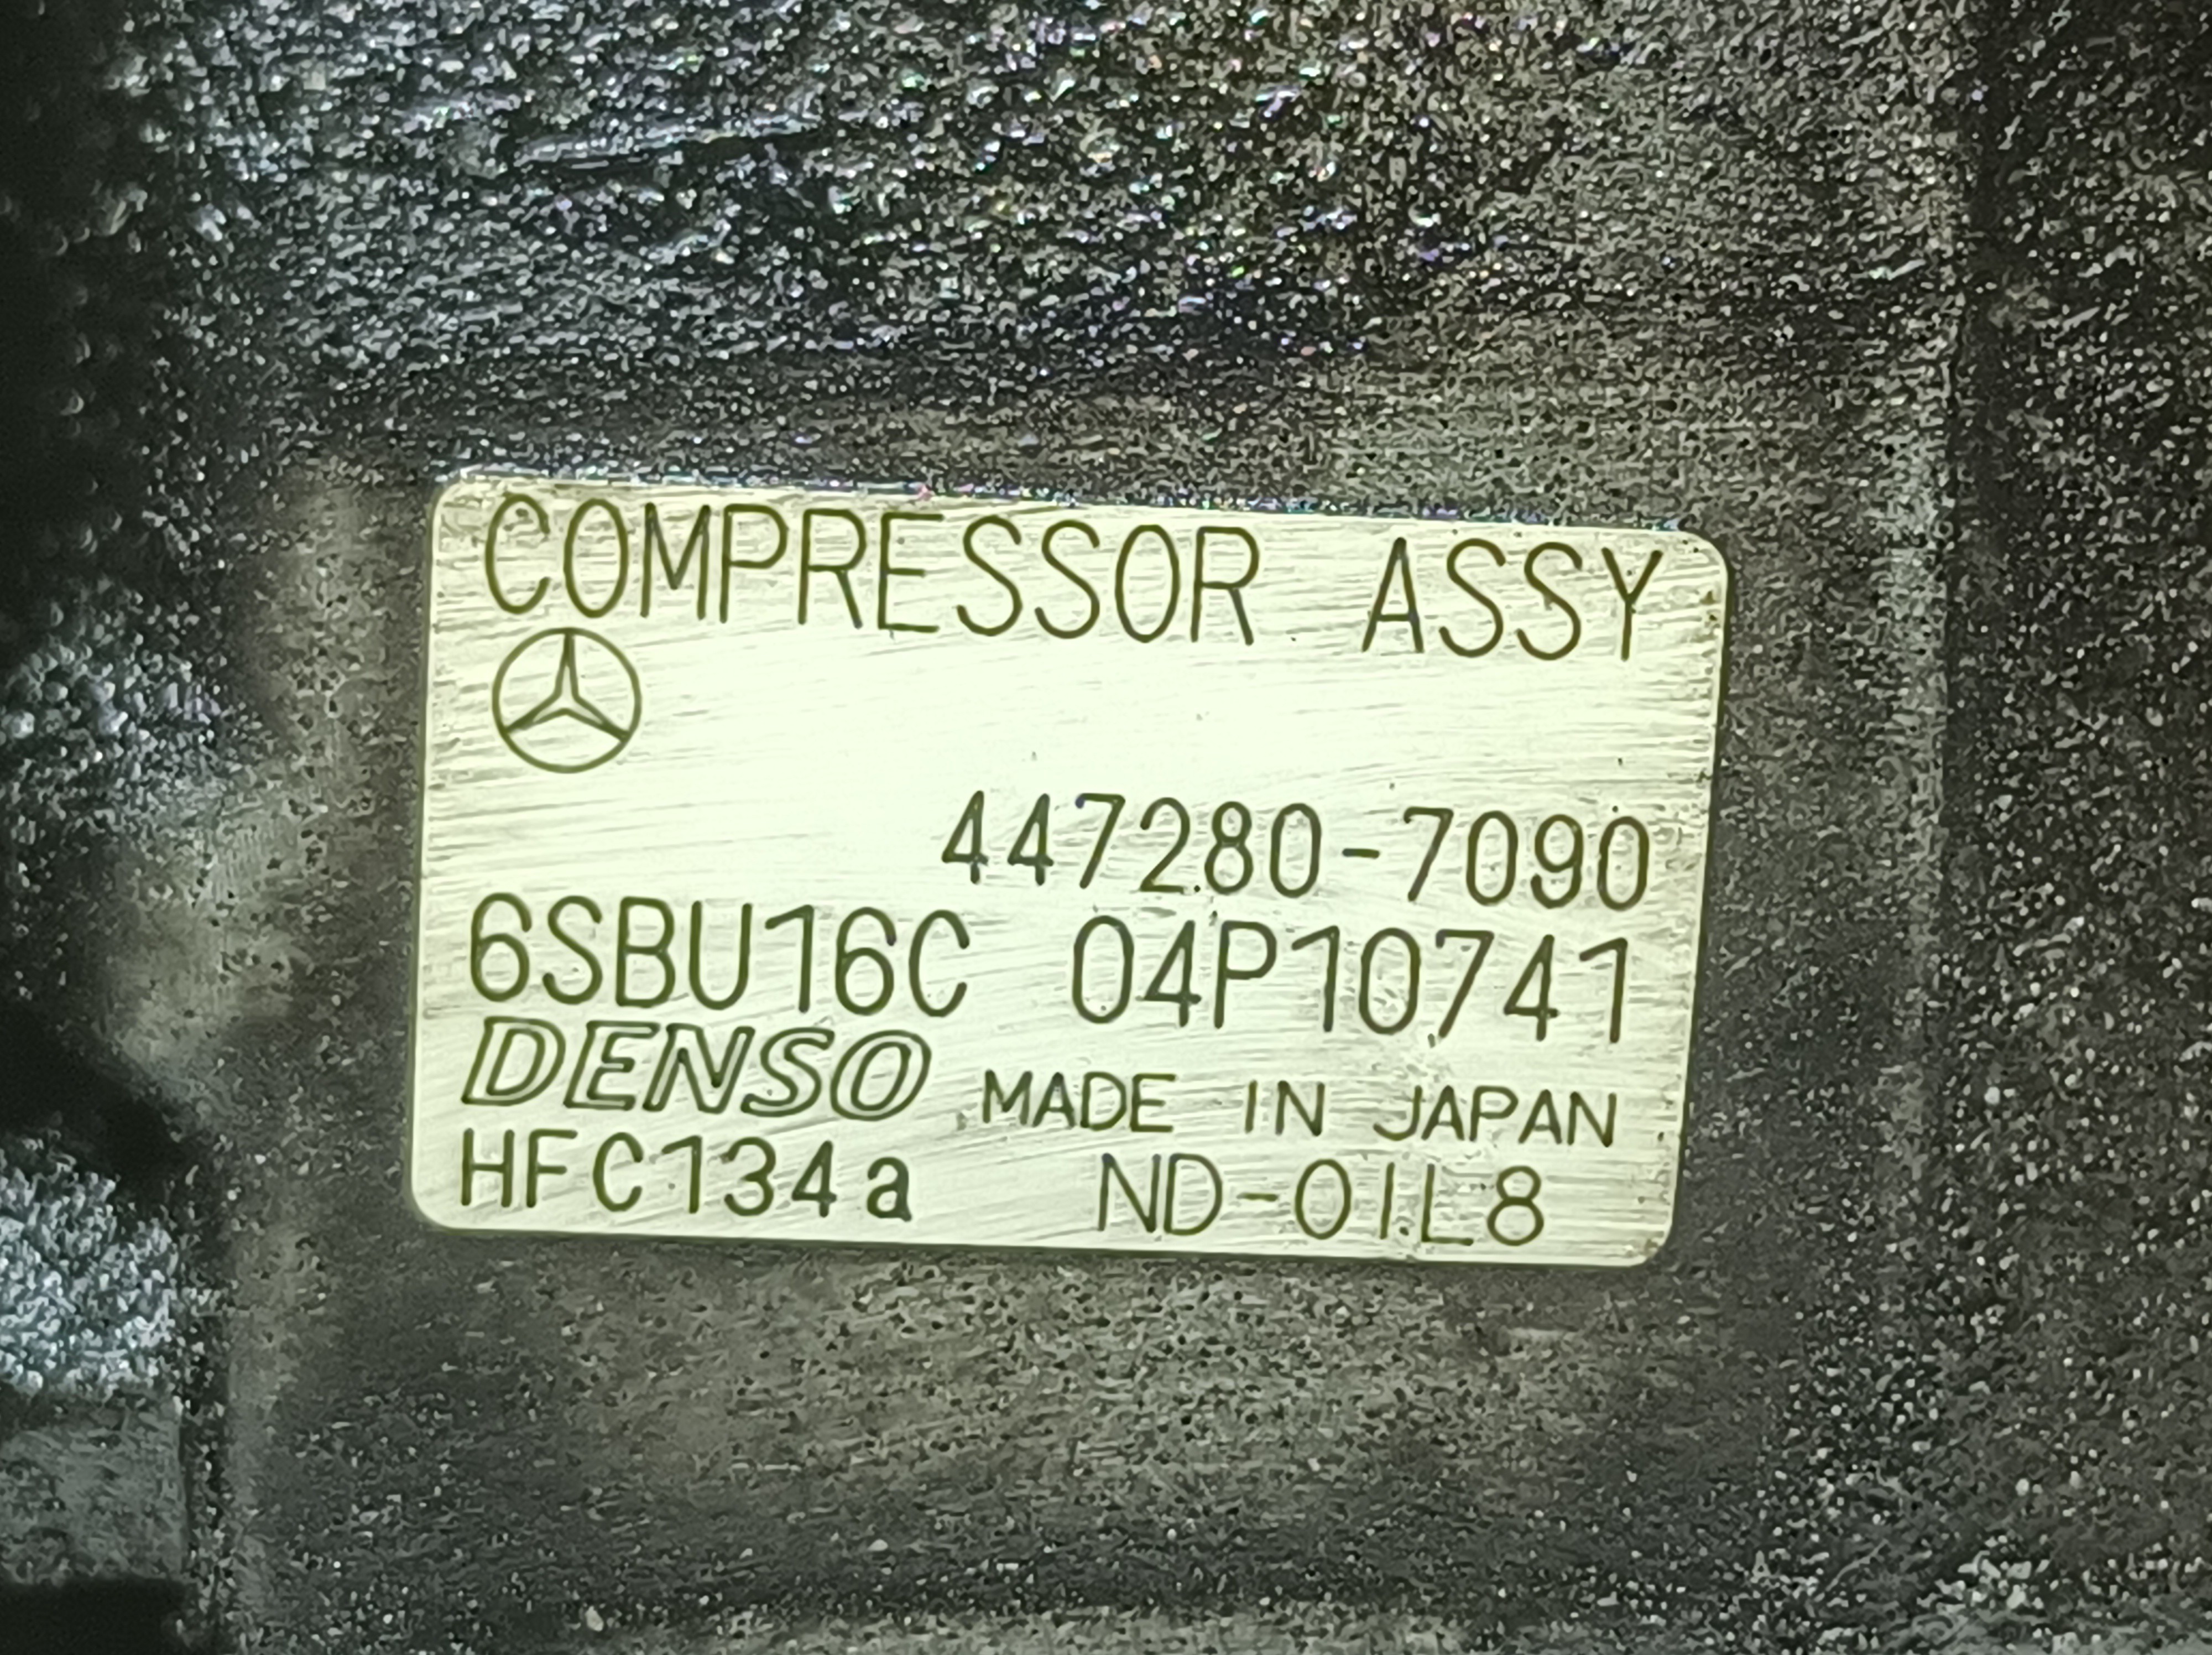 COMPRESSOR ASSY
447280-7090
6SBU16C 04P10741
DENSO MADE IN JAPAN
HFC134a ND-OIL8